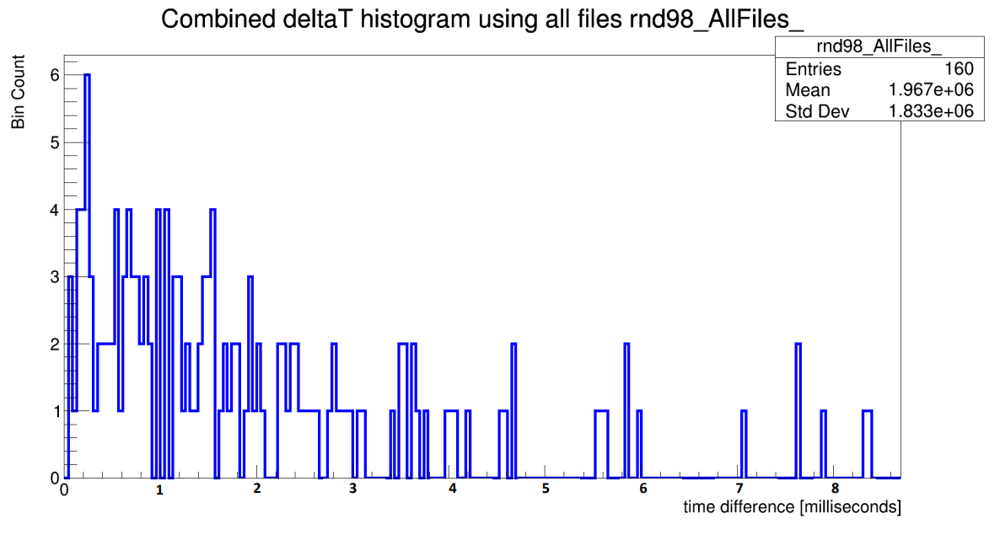 Combined deltaT histogram using all files rnd98_AllFiles_
rnd98_AllFiles_
Entries 160
Mean 1.967e+06
Std Dev 1.833e+06
Bin Count
6
5
4
3
2
1
0
0 1 2 3 4 5 6 7 8
time difference [milliseconds]